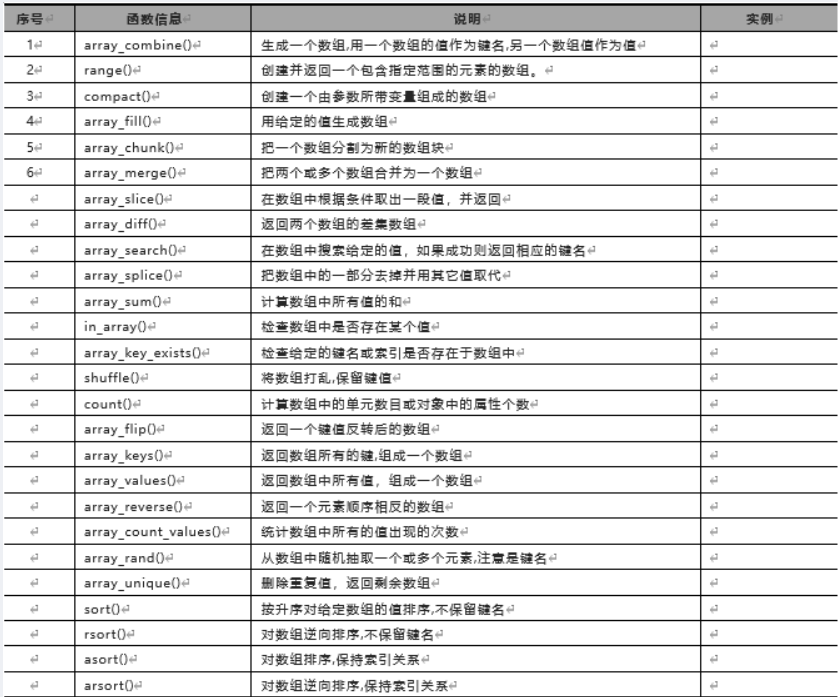 序号 函数信息 说明 实例
1 array_combine() 生成一个数组,用一个数组的值作为键名,另一个数组值作为值
2 range() 创建并返回一个包含指定范围的元素的数组。
3 compact() 创建一个由参数所带变量组成的数组
4 array_fill() 用给定的值生成数组
5 array_chunk() 把一个数组分割为新的数组块
6 array_merge() 把两个或多个数组合并为一个数组
array_slice() 在数组中根据条件取出一段值，并返回
array_diff() 返回两个数组的差集数组
array_search() 在数组中搜索给定的值，如果成功则返回相应的键名
array_splice() 把数组中的一部分去掉并用其它值取代
array_sum() 计算数组中所有值的和
in_array() 检查数组中是否存在某个值
array_key_exists() 检查给定的键名或索引是否存在于数组中
shuffle() 将数组打乱,保留键值
count() 计算数组中的单元数目或对象中的属性个数
array_flip() 返回一个键值反转后的数组
array_keys() 返回数组所有的键,组成一个数组
array_values() 返回数组中所有值，组成一个数组
array_reverse() 返回一个元素顺序相反的数组
array_count_values() 统计数组中所有的值出现的次数
array_rand() 从数组中随机抽取一个或多个元素,注意是键名
array_unique() 删除重复值，返回剩余数组
sort() 按升序对给定数组的值排序,不保留键名
rsort() 对数组逆向排序,不保留键名
asort() 对数组排序,保持索引关系
arsort() 对数组逆向排序,保持索引关系